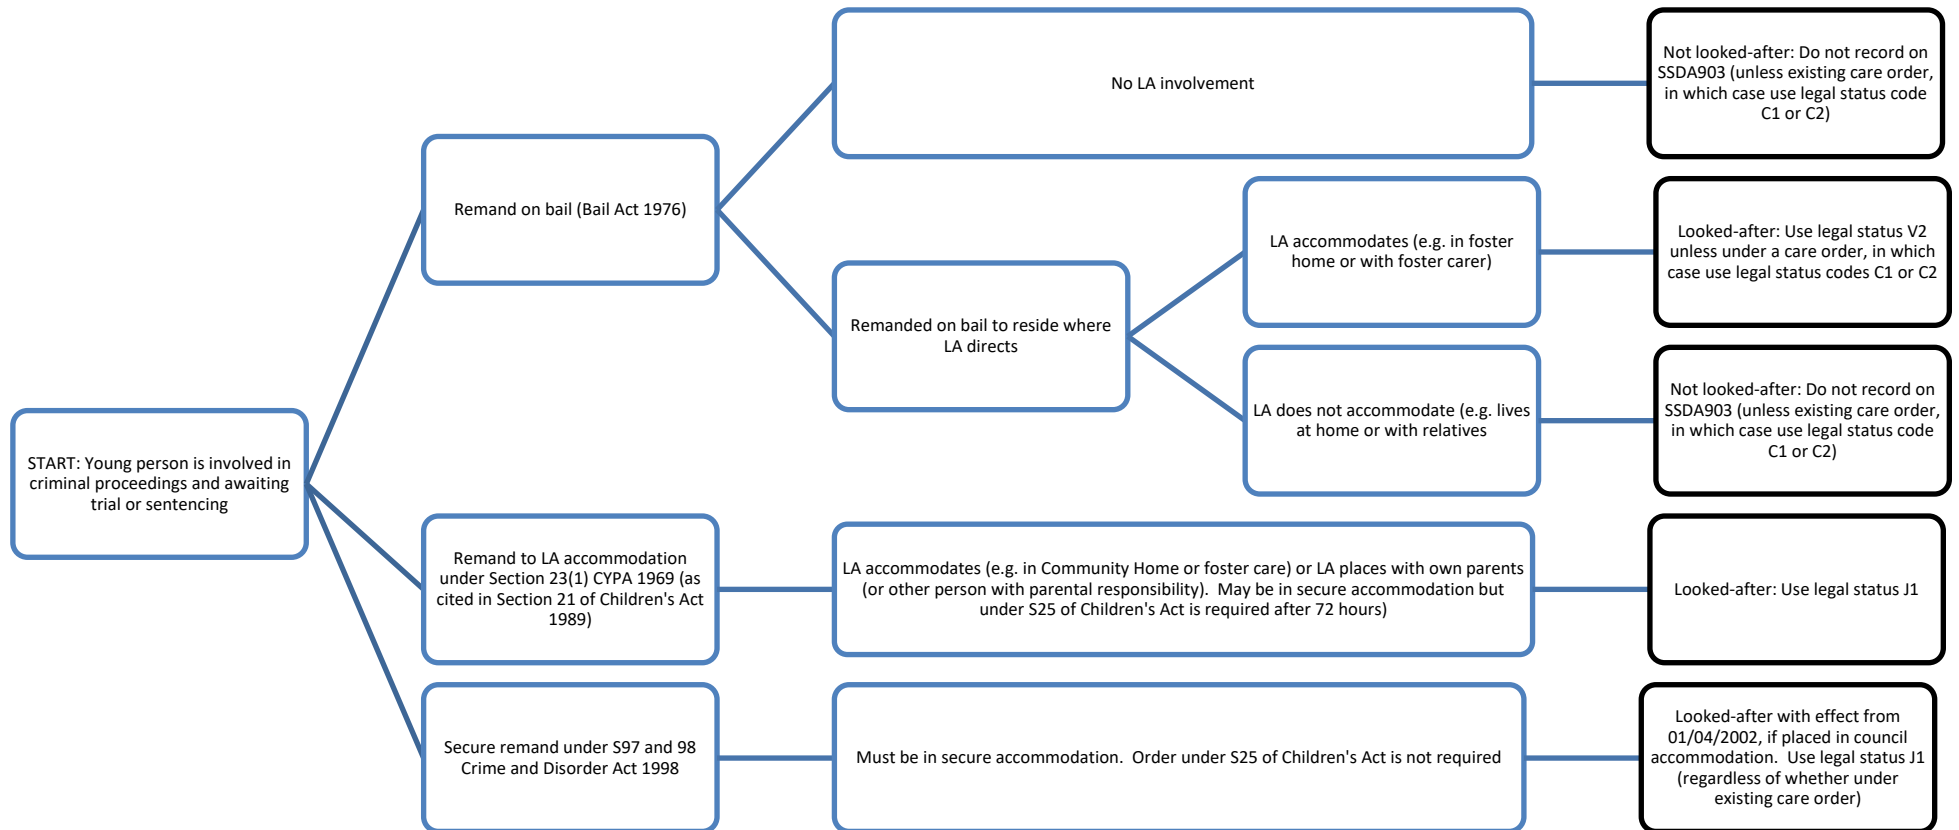 START: Young person is involved in
criminal proceedings and awaiting
trial or sentencing
Remand on bail (Bail Act 1976)
No LA involvement
Not looked-after: Do not record on
SSDA903 (unless existing care order,
in which case use legal status code
C1 or C2)
Remanded on bail to reside where
LA directs
LA accommodates (e.g. in foster
home or with foster carer)
Looked-after: Use legal status V2
unless under a care order, in which
case use legal status codes C1 or C2
LA does not accommodate (e.g. lives
at home or with relatives
Not looked-after: Do not record on
SSDA903 (unless existing care order,
in which case use legal status code
C1 or C2)
Remand to LA accommodation
under Section 23(1) CYPA 1969 (as
cited in Section 21 of Children's Act
1989)
LA accommodates (e.g. in Community Home or foster care) or LA places with own parents
(or other person with parental responsibility). May be in secure accommodation but
under S25 of Children's Act is required after 72 hours)
Looked-after: Use legal status J1
Secure remand under S97 and 98
Crime and Disorder Act 1998
Must be in secure accommodation. Order under S25 of Children's Act is not required
Looked-after with effect from
01/04/2002, if placed in council
accommodation. Use legal status J1
(regardless of whether under
existing care order)